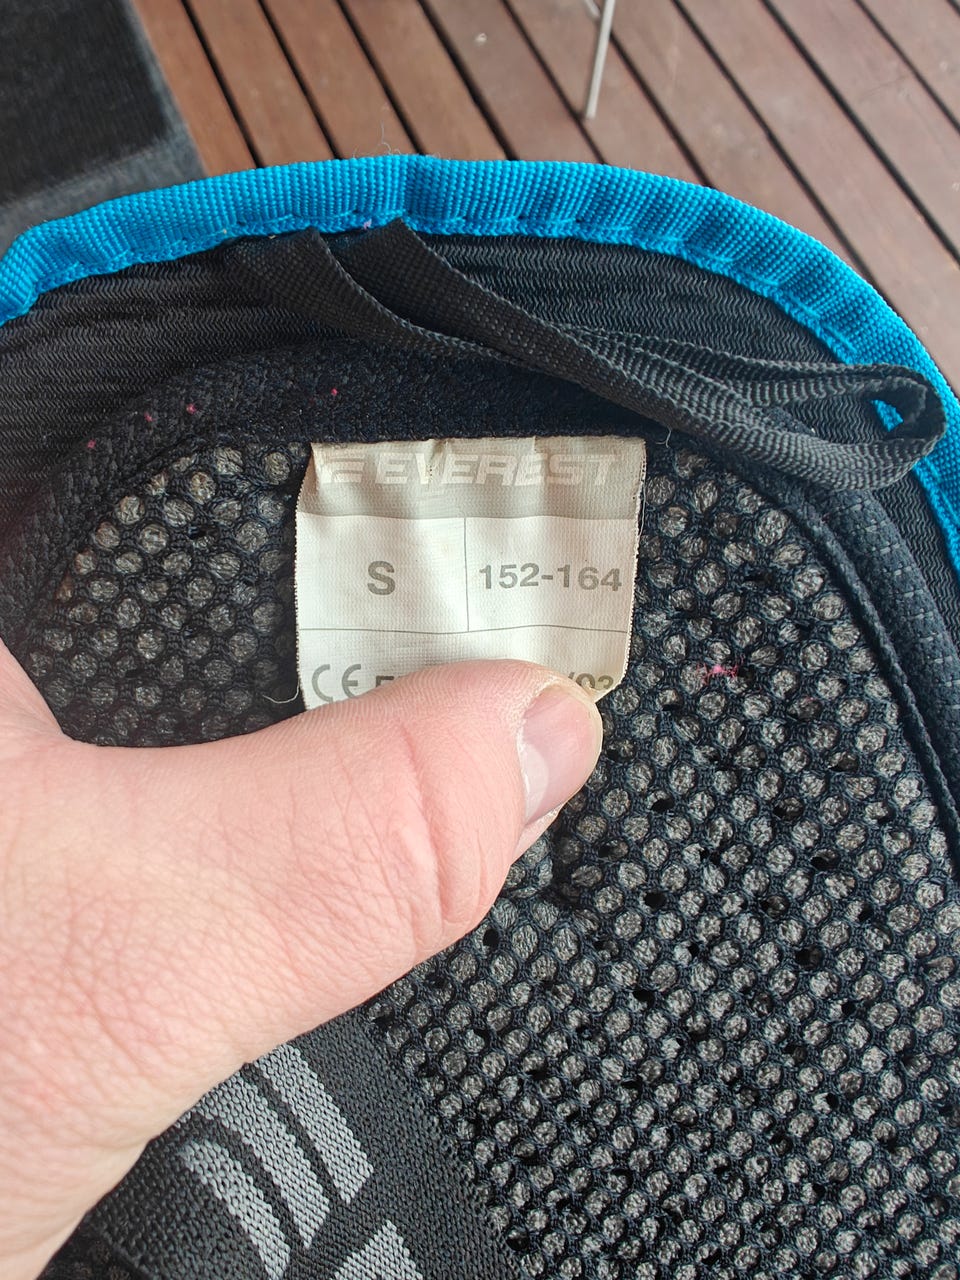 EVEREST
S
152-164
CE